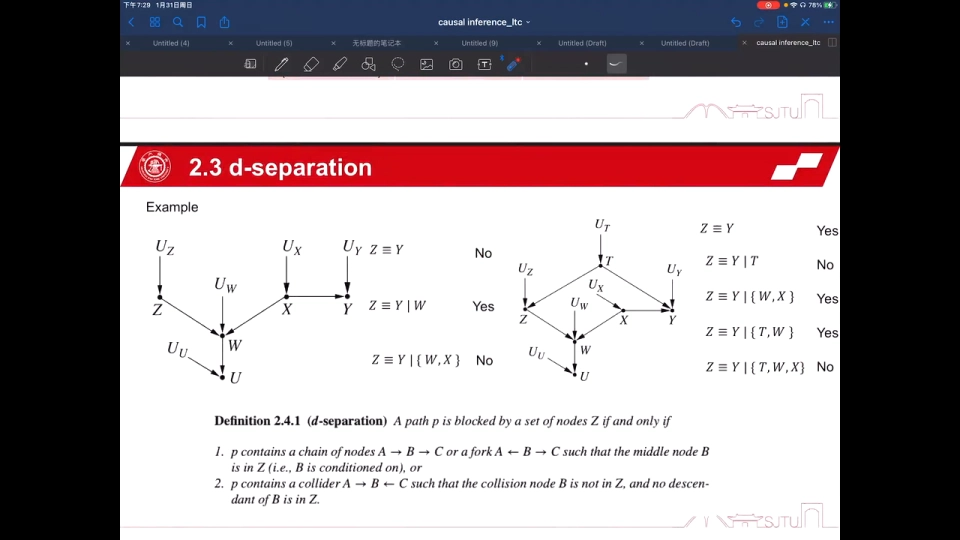 下午7:29 1月31日周日
78%
causal inference_ltc
Untitled (4)
Untitled (5)
无标题的笔记本
Untitled (9)
Untitled (Draft)
Untitled (Draft)
causal inference_ltc
SJTU
2.3 d-separation
Example
U_Z
U_X
U_Y
U_W
Z
X
Y
W
U_U
U
Z ≡ Y No
Z ≡ Y | W Yes
Z ≡ Y | { W, X } No
U_T
T
U_Z
U_X
U_Y
U_W
Z
X
Y
W
U_U
U
Z ≡ Y Yes
Z ≡ Y | T No
Z ≡ Y | { W, X } Yes
Z ≡ Y | { T, W } Yes
Z ≡ Y | { T, W, X} No
Definition 2.4.1 (d-separation) A path p is blocked by a set of nodes Z if and only if
1. p contains a chain of nodes A → B → C or a fork A ← B → C such that the middle node B
is in Z (i.e., B is conditioned on), or
2. p contains a collider A → B ← C such that the collision node B is not in Z, and no descen-
dant of B is in Z.
SJTU